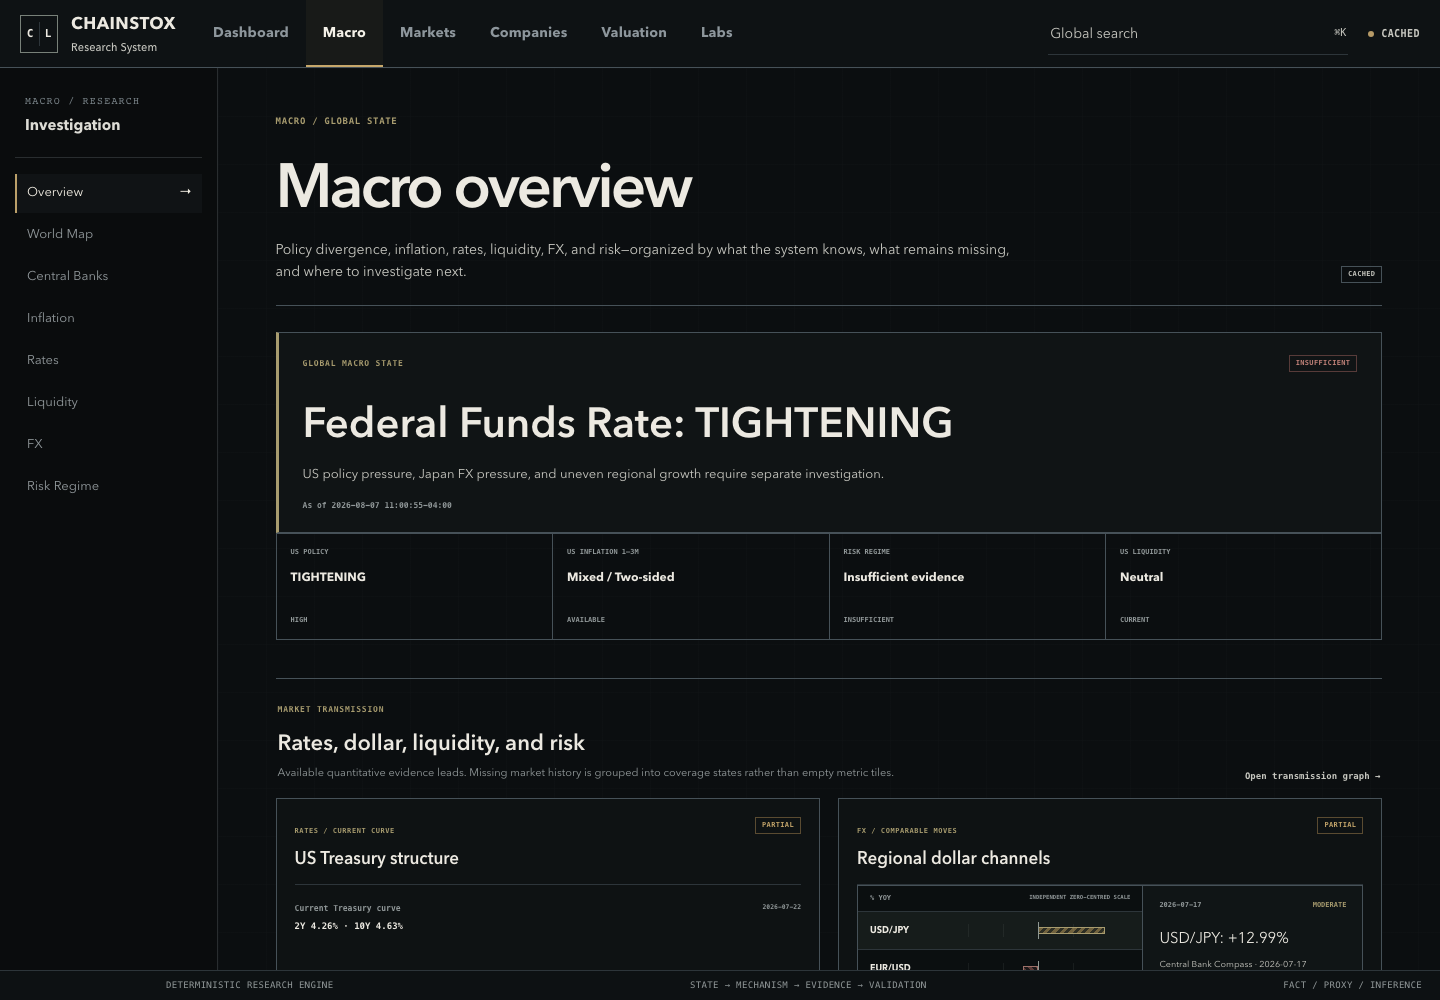 C L
CHAINSTOX
Research System
Dashboard Macro Markets Companies Valuation Labs
Global search ⌘K
CACHED
MACRO / RESEARCH
Investigation
Overview →
World Map
Central Banks
Inflation
Rates
Liquidity
FX
Risk Regime
MACRO / GLOBAL STATE
Macro overview
Policy divergence, inflation, rates, liquidity, FX, and risk—organized by what the system knows, what remains missing,
and where to investigate next.
CACHED
GLOBAL MACRO STATE
INSUFFICIENT
Federal Funds Rate: TIGHTENING
US policy pressure, Japan FX pressure, and uneven regional growth require separate investigation.
As of 2026-08-07 11:00:55-04:00
US POLICY
TIGHTENING
HIGH
US INFLATION 1–3M
Mixed / Two-sided
AVAILABLE
RISK REGIME
Insufficient evidence
INSUFFICIENT
US LIQUIDITY
Neutral
CURRENT
MARKET TRANSMISSION
Rates, dollar, liquidity, and risk
Available quantitative evidence leads. Missing market history is grouped into coverage states rather than empty metric tiles.
Open transmission graph →
RATES / CURRENT CURVE
PARTIAL
US Treasury structure
Current Treasury curve
2026-07-22
2Y 4.26% · 10Y 4.63%
FX / COMPARABLE MOVES
PARTIAL
Regional dollar channels
% YOY
INDEPENDENT ZERO-CENTRED SCALE
USD/JPY
EUR/USD
2026-07-17
MODERATE
USD/JPY: +12.99%
Central Bank Compass · 2026-07-17
DETERMINISTIC RESEARCH ENGINE
STATE → MECHANISM → EVIDENCE → VALIDATION
FACT / PROXY / INFERENCE